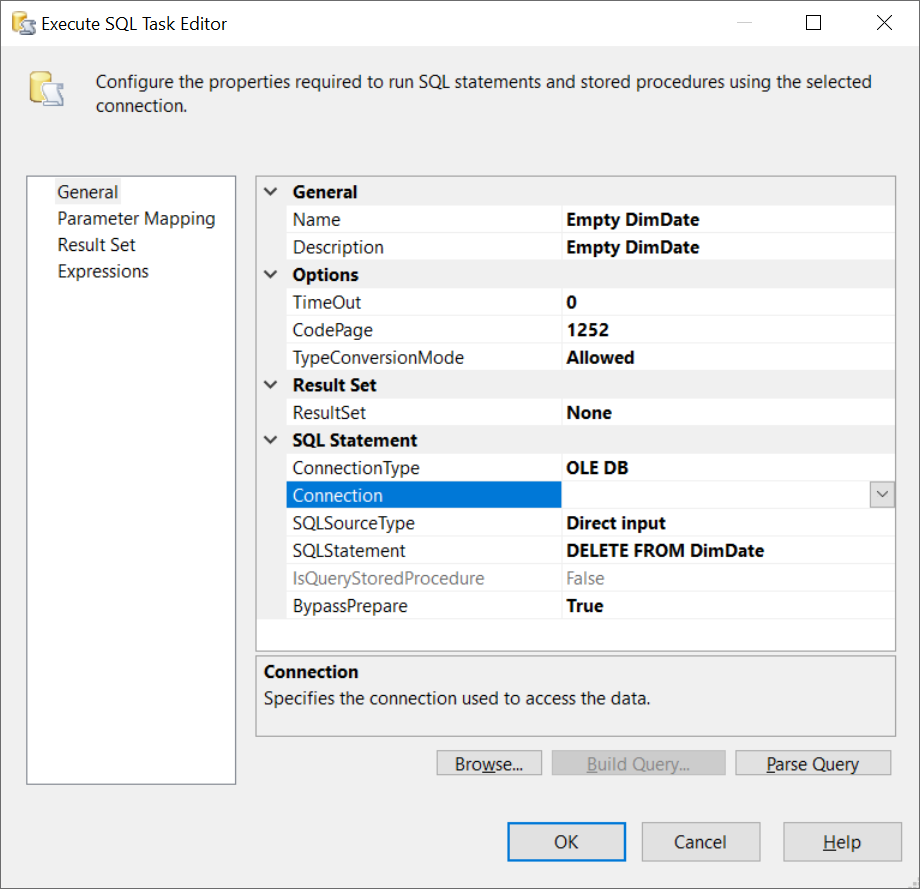 Execute SQL Task Editor
Configure the properties required to run SQL statements and stored procedures using the selected
connection.
General
Parameter Mapping
Result Set
Expressions
General
Name Empty DimDate
Description Empty DimDate
Options
TimeOut 0
CodePage 1252
TypeConversionMode Allowed
Result Set
ResultSet None
SQL Statement
ConnectionType OLE DB
Connection
SQLSourceType Direct input
SQLStatement DELETE FROM DimDate
IsQueryStoredProcedure False
BypassPrepare True
Connection
Specifies the connection used to access the data.
Browse... Build Query... Parse Query
OK Cancel Help